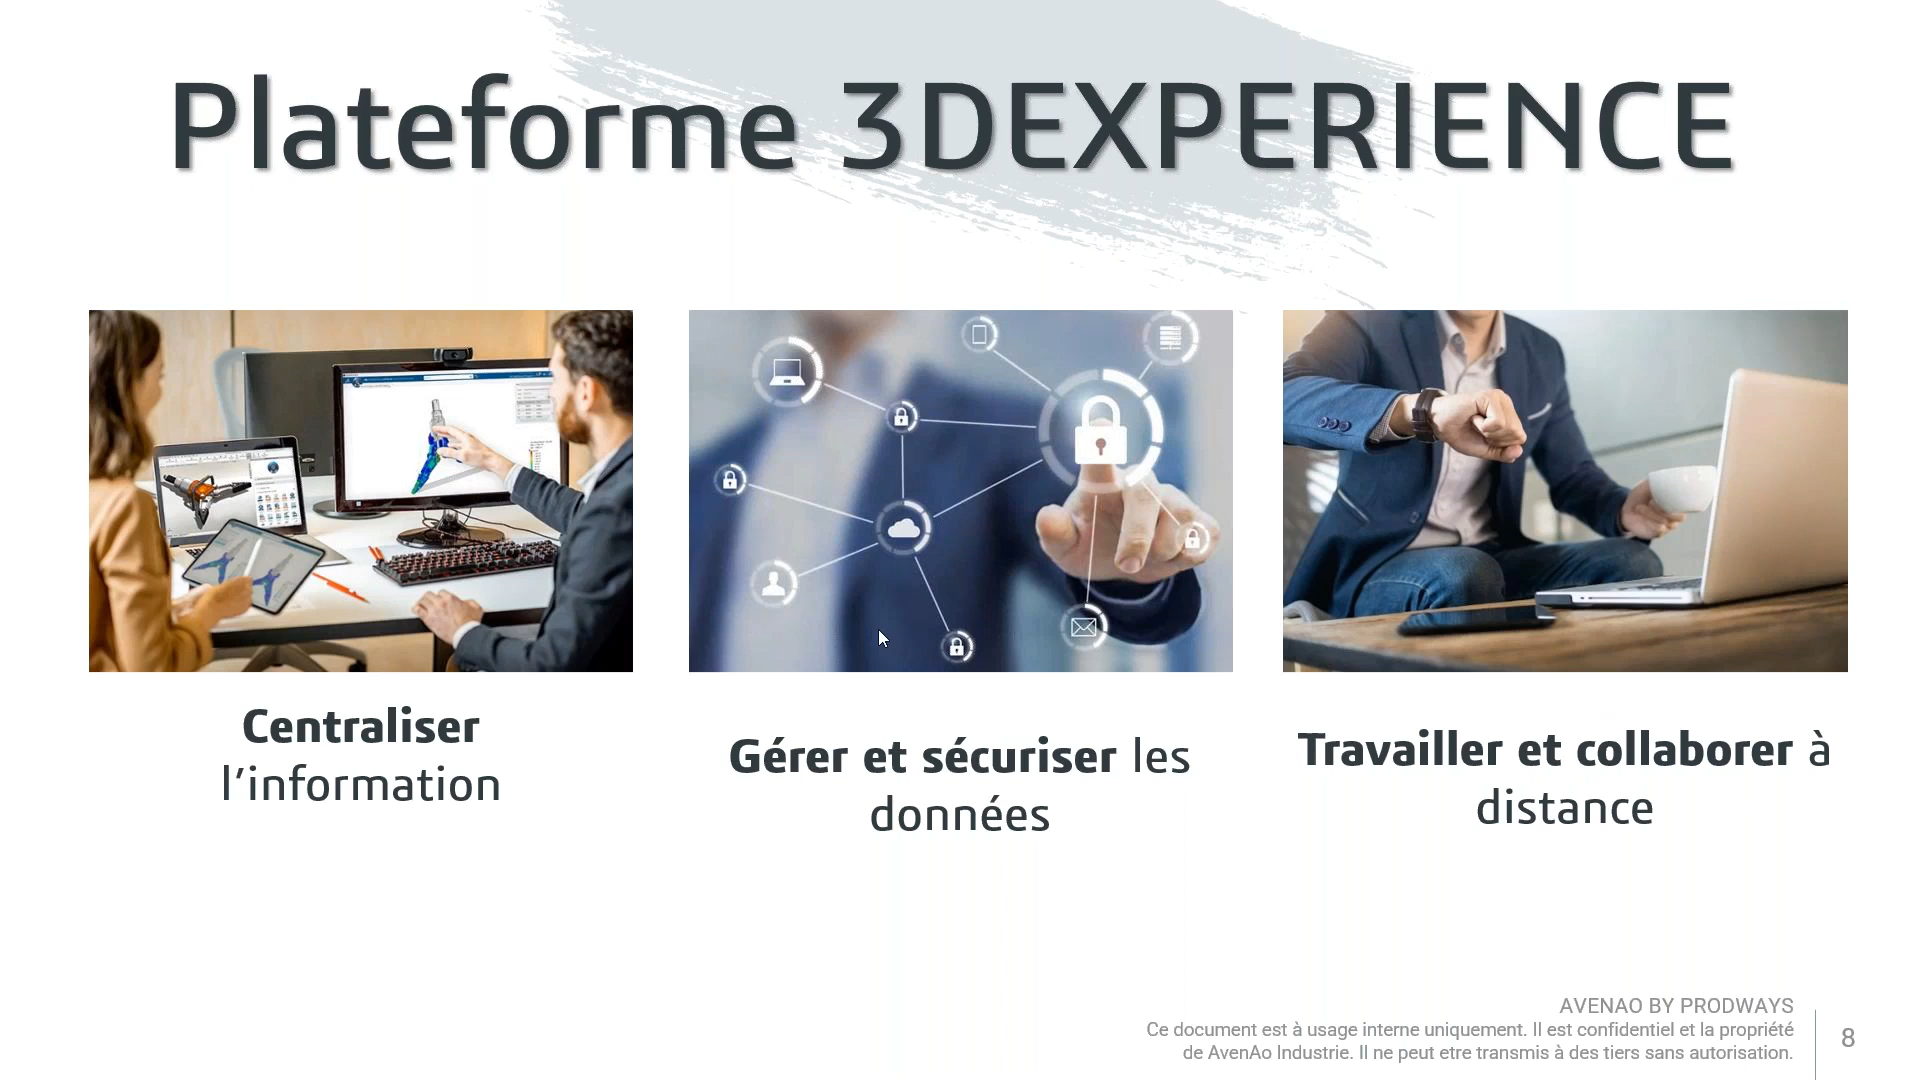 Plateforme 3DEXPERIENCE
Centraliser
l’information
Gérer et sécuriser les
données
Travailler et collaborer à
distance
AVENAO BY PRODWAYS
Ce document est à usage interne uniquement. Il est confidentiel et la propriété
de AvenAo Industrie. Il ne peut etre transmis à des tiers sans autorisation.
8